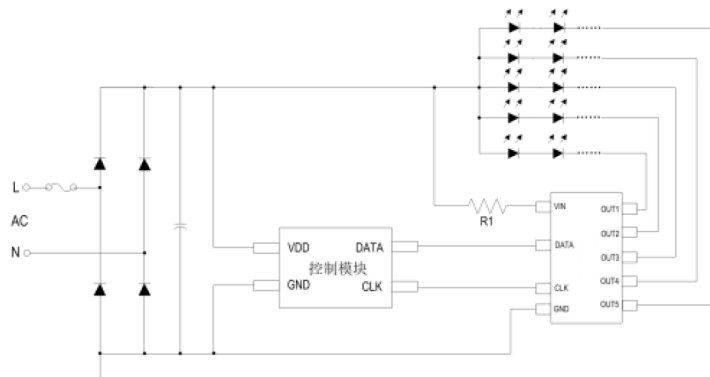 L
AC
N
VDD
DATA
控制模块
GND
CLK
R1
VIN
DATA
CLK
GND
OUT1
OUT2
OUT3
OUT4
OUT5